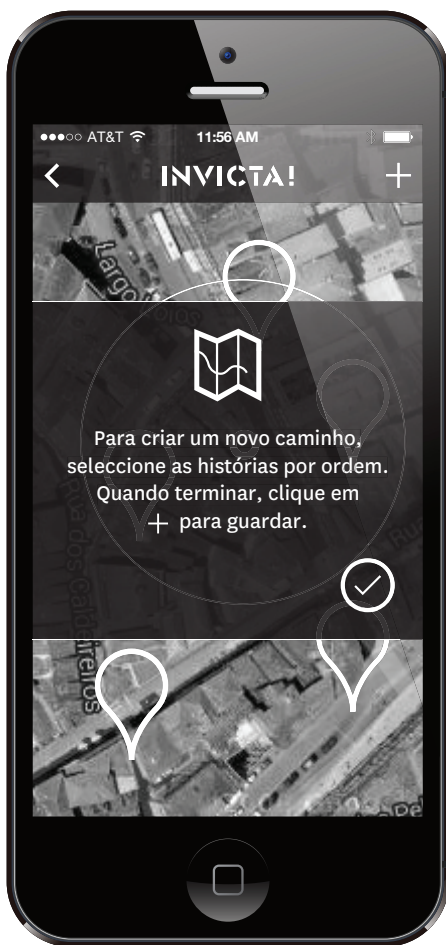 AT&T 11:56 AM
INVICTA!
Largo
Para criar um novo caminho,
seleccione as histórias por ordem.
Quando terminar, clique em
+ para guardar.
Rua dos Caldeireiros